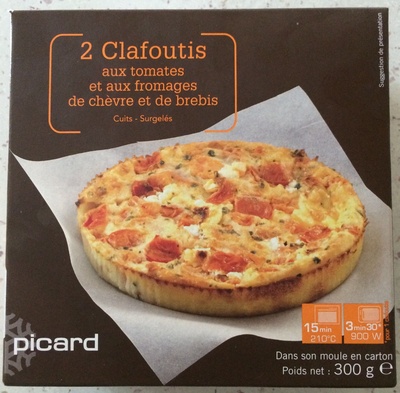 2 Clafoutis
aux tomates
et aux fromages
de chèvre et de brebis
Cuits - Surgelés
Suggestion de présentation
15 min
210°C
3 min 30*
900 W
picard
Dans son moule en carton
Poids net : 300 g e